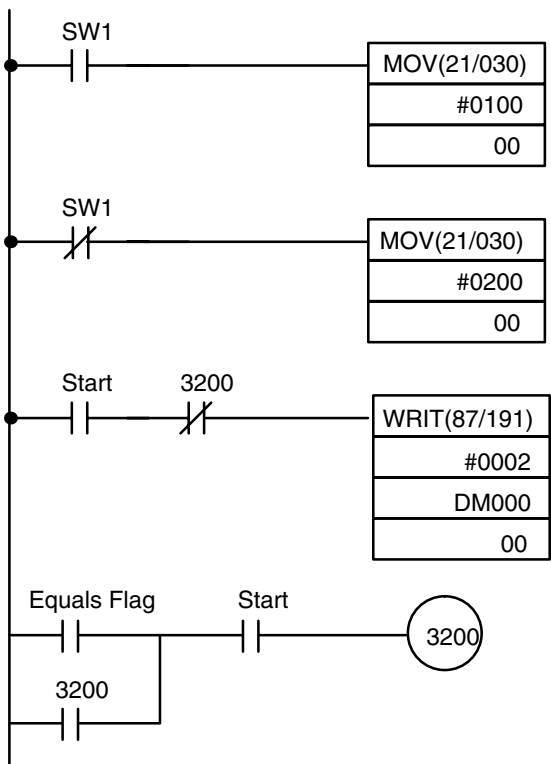 SW1
MOV(21/030)
#0100
00
SW1
MOV(21/030)
#0200
00
Start 3200
WRIT(87/191)
#0002
DM000
00
Equals Flag Start
3200
3200